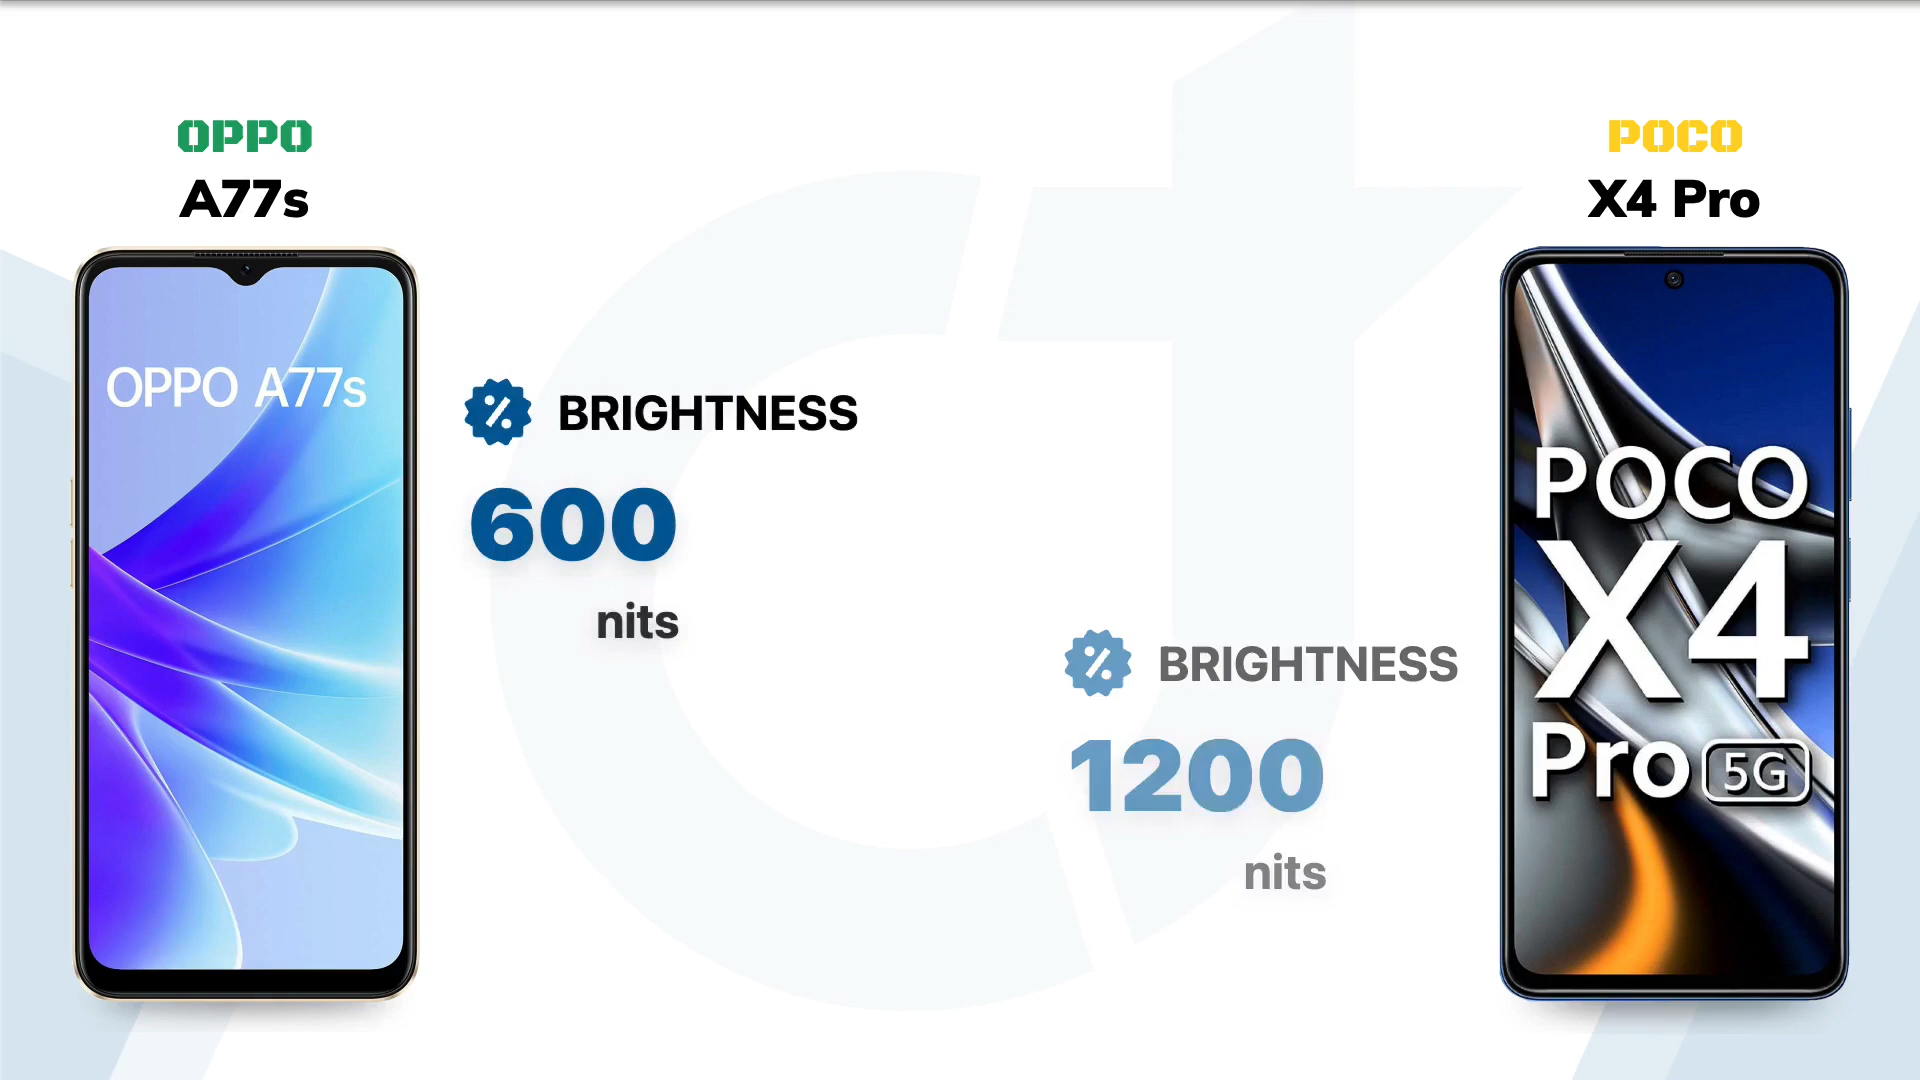 OPPO
A77s
OPPO A77s
BRIGHTNESS
600
nits
POCO
X4 Pro
BRIGHTNESS
1200
nits
POCO
X4
Pro 5G